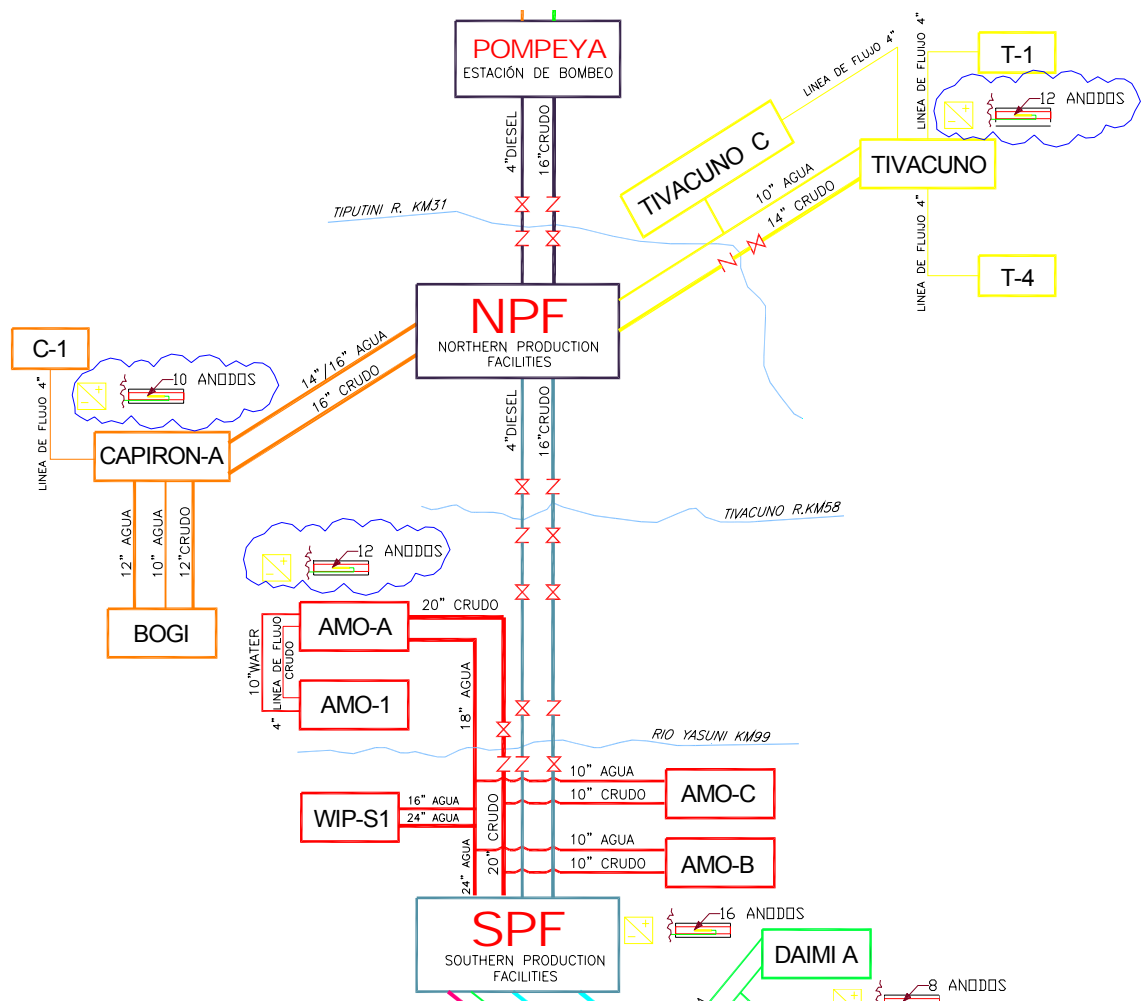 POMPEYA
ESTACIÓN DE BOMBEO
4"DIESEL
16"CRUDO
LINEA DE FLUJO 4"
LINEA DE FLUIJO 4"
T-1
12 ANODOS
TIVACUNO C
TIVACUNO
10" AGUA
14" CRUDO
LINEA DE FLUIJO 4"
T-4
TIPUTINI R. KM31
NPF
NORTHERN PRODUCTION
FACILITIES
C-1
10 ANODOS
LINEA DE FLUJO 4"
14"/16" AGUA
16" CRUDO
CAPIRON-A
4"DIESEL
16"CRUDO
12" AGUA
10" AGUA
12"CRUDO
BOGI
TIVACUNO R.KM58
12 ANODOS
AMO-A
20" CRUDO
10"WATER
4" LINEA DE FLUJO
CRUDO
AMO-1
18" AGUA
RIO YASUNI KM99
10" AGUA
10" CRUDO
AMO-C
WIP-S1
16" AGUA
24" AGUA
20" CRUDO
24" AGUA
10" AGUA
10" CRUDO
AMO-B
SPF
SOUTHERN PRODUCTION
FACILITIES
16 ANODOS
DAIMI A
8 ANODOS